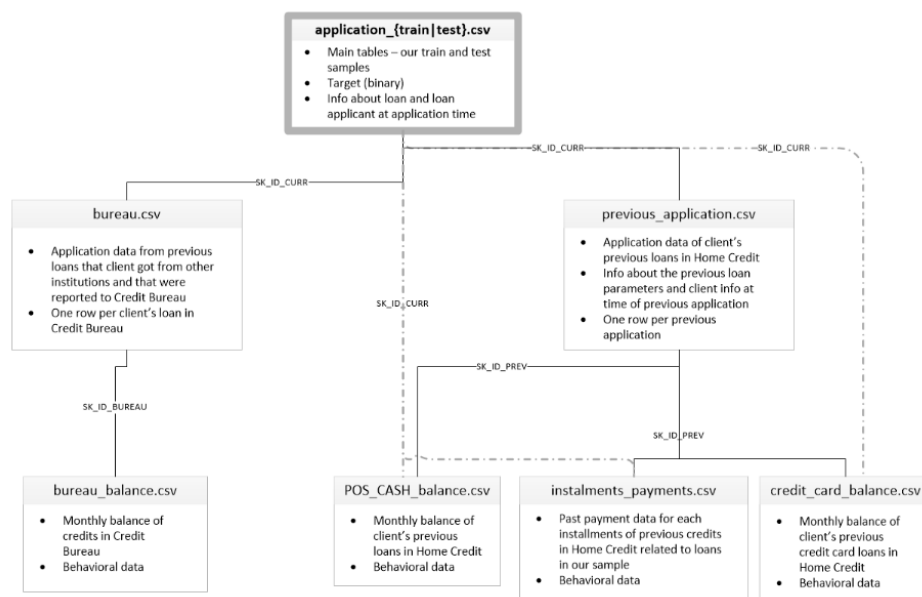 application_{train|test}.csv
• Main tables – our train and test
samples
• Target (binary)
• Info about loan and loan
applicant at application time
SK_ID_CURR
SK_ID_CURR
SK_ID_CURR
bureau.csv
• Application data from previous
loans that client got from other
institutions and that were
reported to Credit Bureau
• One row per client's loan in
Credit Bureau
previous_application.csv
• Application data of client's
previous loans in Home Credit
• Info about the previous loan
parameters and client info at
time of previous application
• One row per previous
application
SK_ID_CURR
SK_ID_PREV
SK_ID_BUREAU
SK_ID_PREV
bureau_balance.csv
• Monthly balance of
credits in Credit
Bureau
• Behavioral data
POS_CASH_balance.csv
• Monthly balance of
client's previous
loans in Home Credit
• Behavioral data
instalments_payments.csv
• Past payment data for each
installments of previous credits
in Home Credit related to loans
in our sample
• Behavioral data
credit_card_balance.csv
• Monthly balance of
client's previous
credit card loans in
Home Credit
• Behavioral data